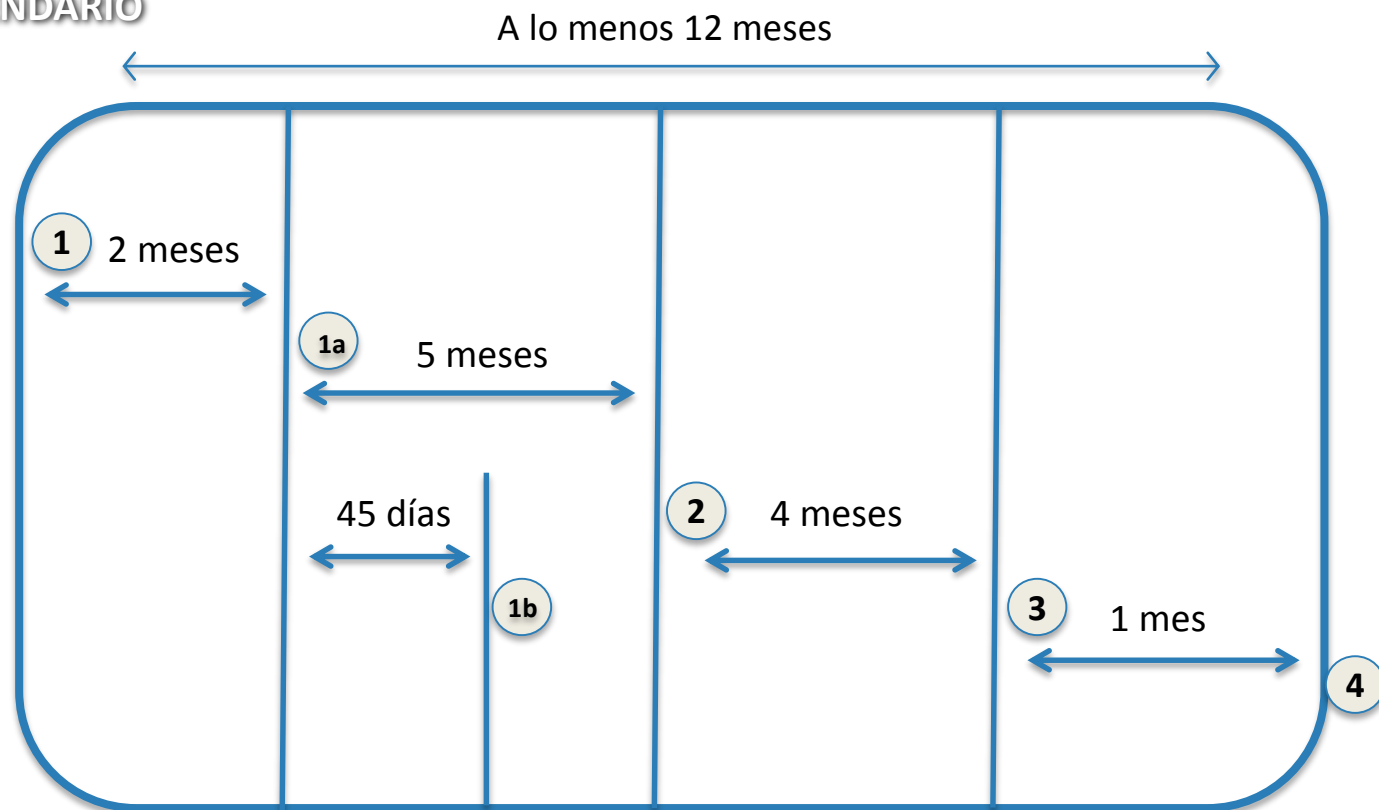 NDARIO
A lo menos 12 meses
1 2 meses
1a 5 meses
45 días
1b
2 4 meses
3 1 mes
4